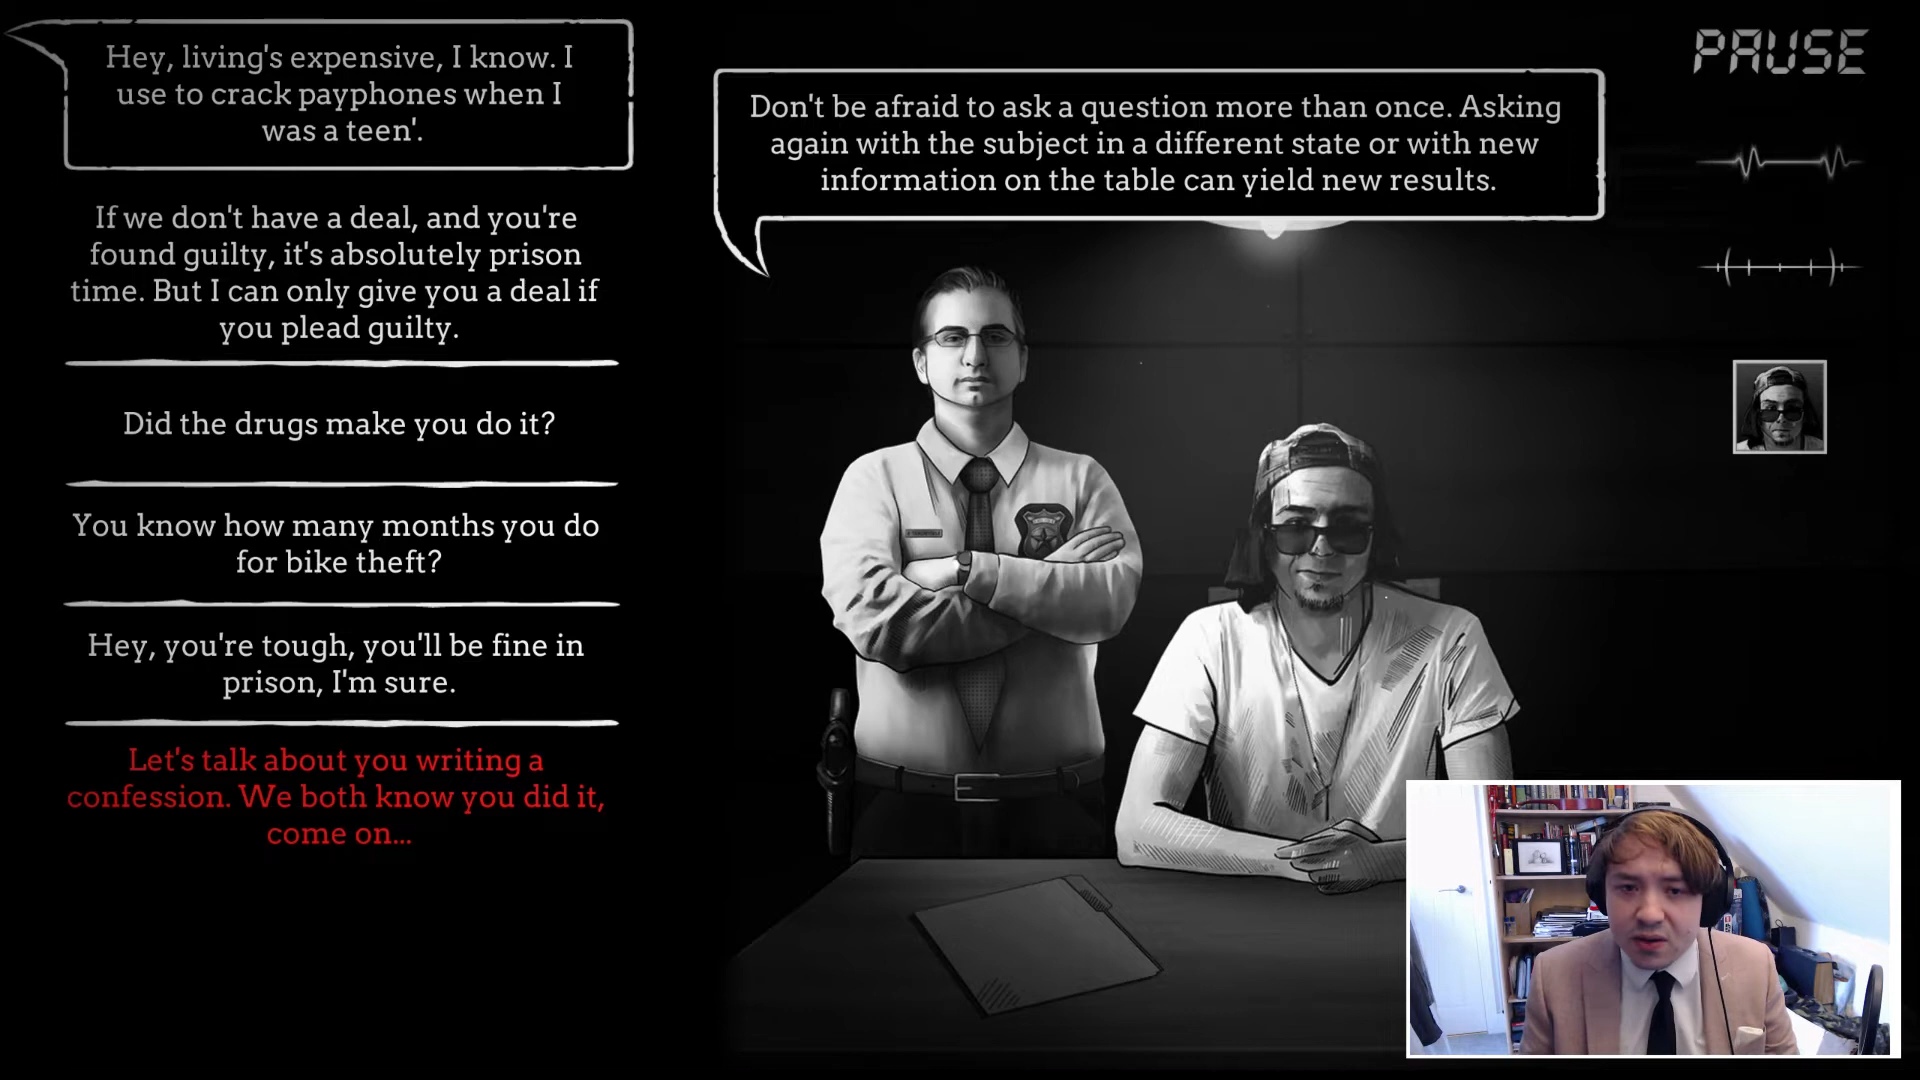 Hey, living's expensive, I know. I
use to crack payphones when I
was a teen'.
If we don't have a deal, and you're
found guilty, it's absolutely prison
time. But I can only give you a deal if
you plead guilty.
Did the drugs make you do it?
You know how many months you do
for bike theft?
Hey, you're tough, you'll be fine in
prison, I'm sure.
Let's talk about you writing a
confession. We both know you did it,
come on...
Don't be afraid to ask a question more than once. Asking
again with the subject in a different state or with new
information on the table can yield new results.
PAUSE